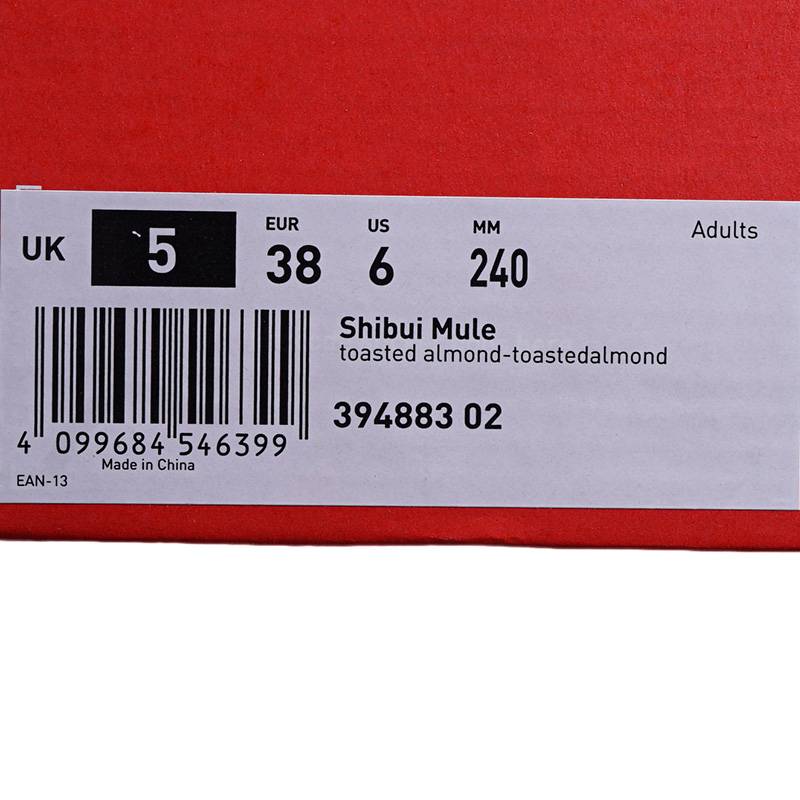 UK 5 EUR 38 US 6 MM 240 Adults
Shibui Mule
toasted almond-toastedalmond
394883 02
4 099684 546399
Made in China
EAN-13